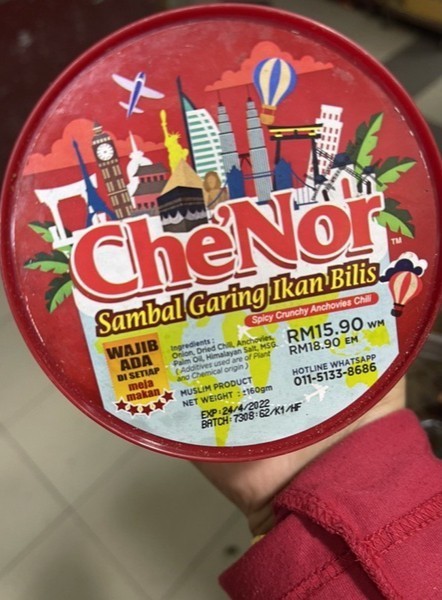 Che'Nor
TM
Sambal Garing Ikan Bilis
Spicy Crunchy Anchovies Chili
WAJIB
ADA
DI SETIAP
meja
makan
Ingredients :
Onion, Dried Chili, Anchovies,
Palm Oil, Himalayan Salt, MSG.
( Additives used are of Plant
and Chemical origin )
MUSLIM PRODUCT
NET WEIGHT : ±160gm
EXP: 24/4/2022
BATCH: 7308: 62/K1/HF
RM15.90 WM
RM18.90 EM
HOTLINE WHATSAPP
011-5133-8686